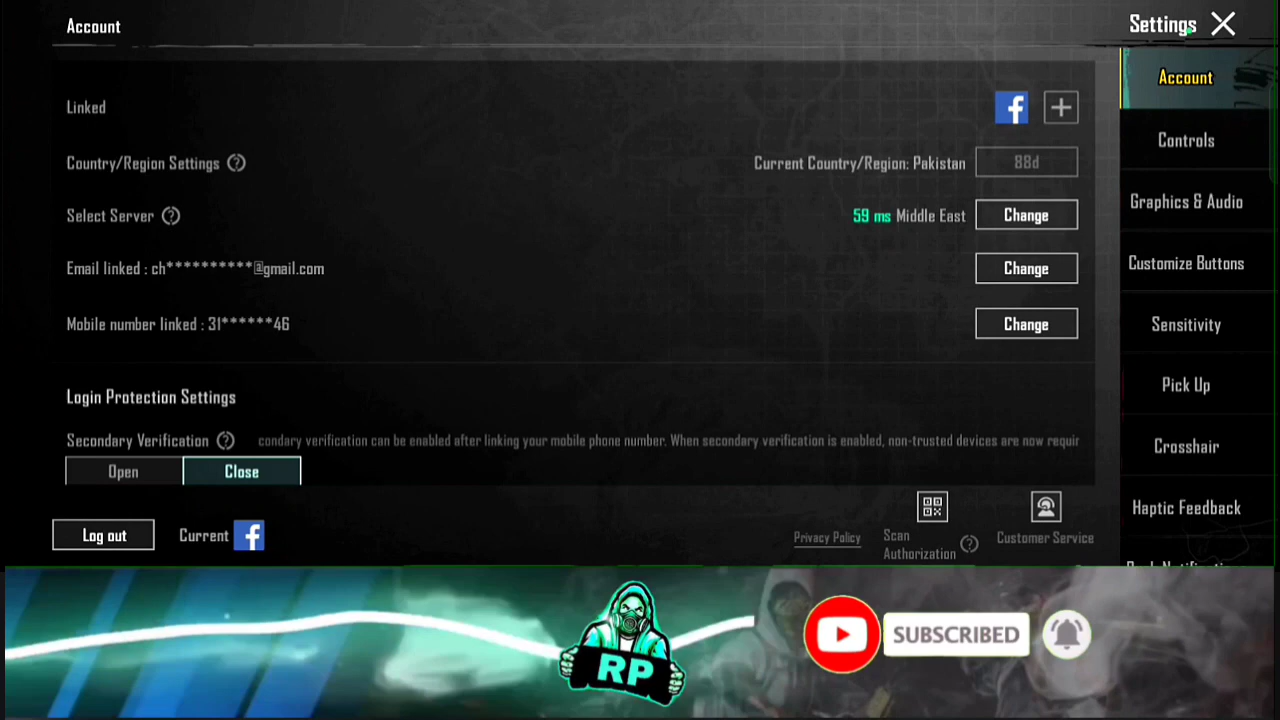 Account
Settings
Account
Linked
Country/Region Settings
Current Country/Region: Pakistan
88d
Select Server
59 ms Middle East
Change
Email linked : ch**********@gmail.com
Change
Mobile number linked : 31******46
Change
Login Protection Settings
Secondary Verification
condary verification can be enabled after linking your mobile phone number. When secondary verification is enabled, non-trusted devices are now requir
Open
Close
Log out
Current
Privacy Policy
Scan
Authorization
Customer Service
Controls
Graphics & Audio
Customize Buttons
Sensitivity
Pick Up
Crosshair
Haptic Feedback
RP
SUBSCRIBED